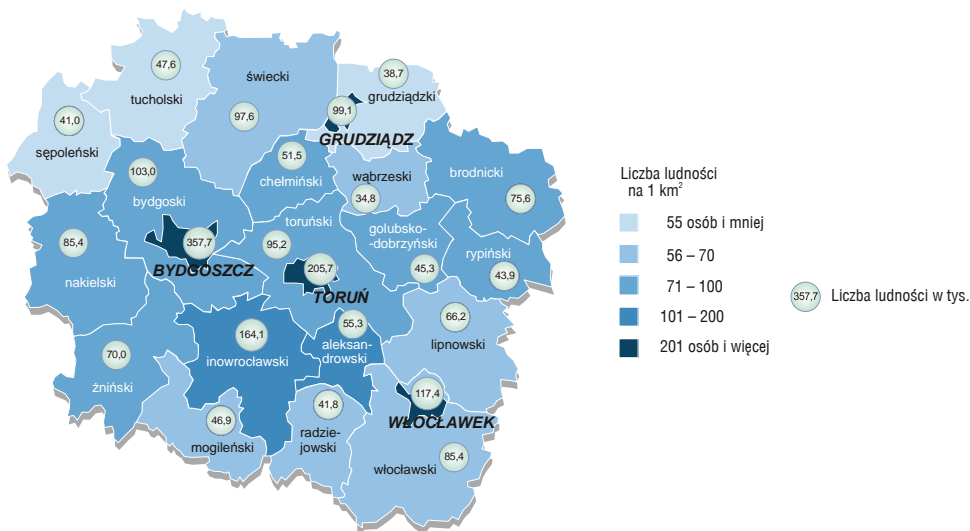 47,6
tucholski
świecki
97,6
38,7
grudziądzki
99,1
GRUDZIĄDZ
41,0
sępoleński
103,0
bydgoski
51,5
chełmiński
wąbrzeski
34,8
brodnicki
75,6
85,4
nakielski
357,7
BYDGOSZCZ
toruński
95,2
205,7
TORUŃ
golubsko-
-dobrzyński
45,3
rypiński
43,9
70,0
żniński
164,1
inowrocławski
55,3
aleksan-
drowski
66,2
lipnowski
46,9
mogileński
41,8
radzie-
jowski
117,4
WŁOCŁAWEK
włocławski
85,4
Liczba ludności
na 1 km²
55 osób i mniej
56 – 70
71 – 100
101 – 200
201 osób i więcej
357,7 Liczba ludności w tys.